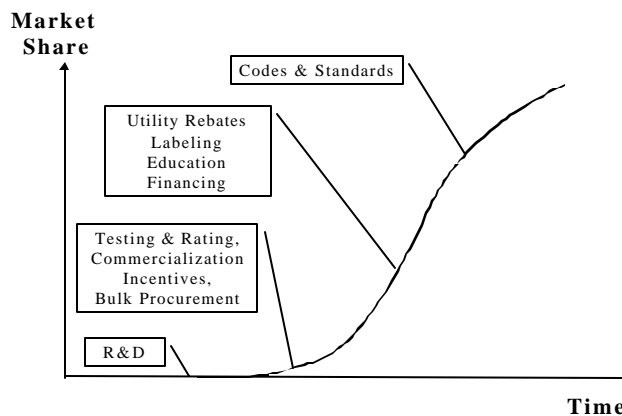 Market
Share
Codes & Standards
Utility Rebates
Labeling
Education
Financing
Testing & Rating,
Commercialization
Incentives,
Bulk Procurement
R&D
Time